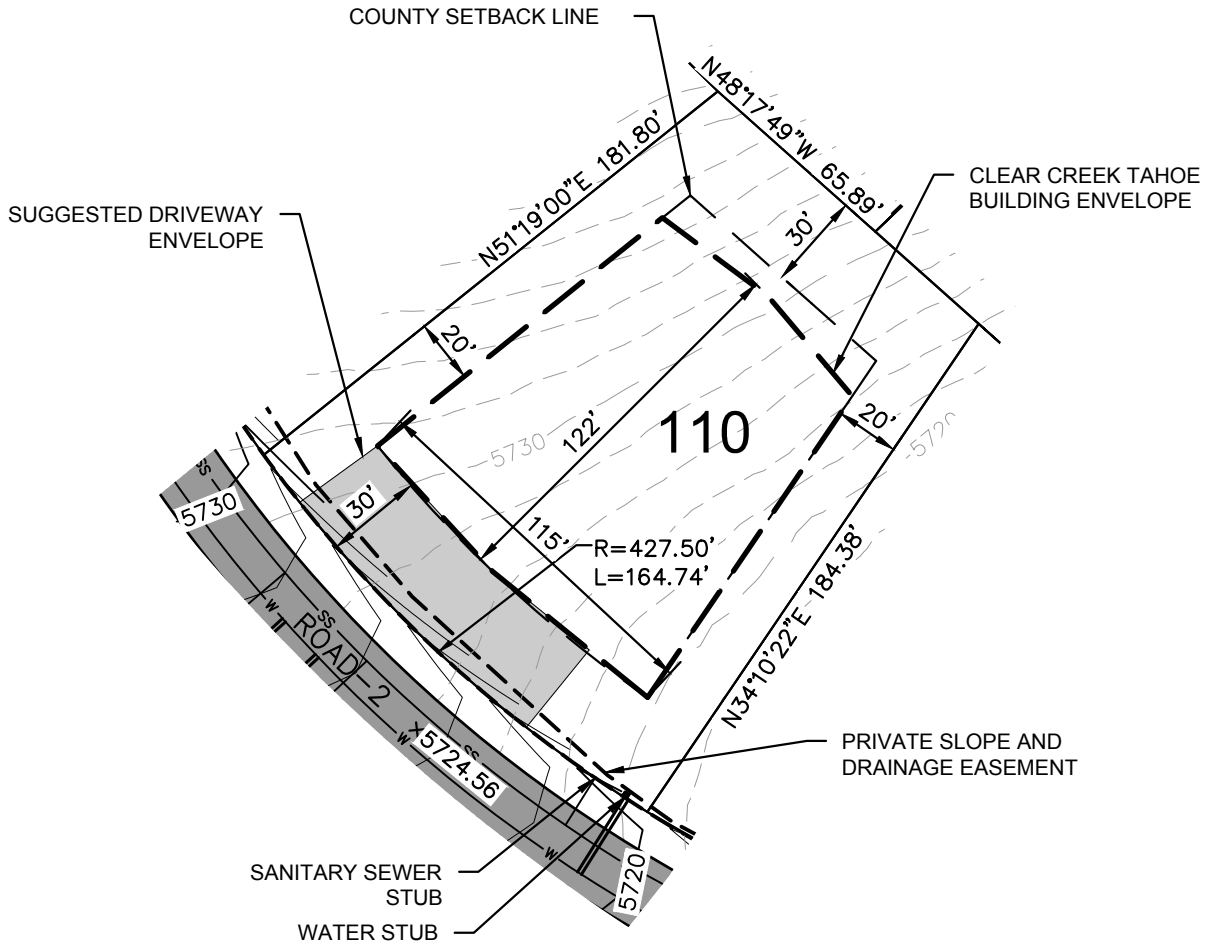 COUNTY SETBACK LINE
N48°17'49"W 65.89'
N51°19'00"E 181.80'
CLEAR CREEK TAHOE
BUILDING ENVELOPE
SUGGESTED DRIVEWAY
ENVELOPE
30'
20'
110
122'
20'
5730
5720
SS
5730
30'
115'
R=427.50'
L=164.74'
N34°10'22"E 184.38'
SS
W
ROAD-2
SS
W
×5724.56
PRIVATE SLOPE AND
DRAINAGE EASEMENT
W
SANITARY SEWER
STUB
5720
WATER STUB